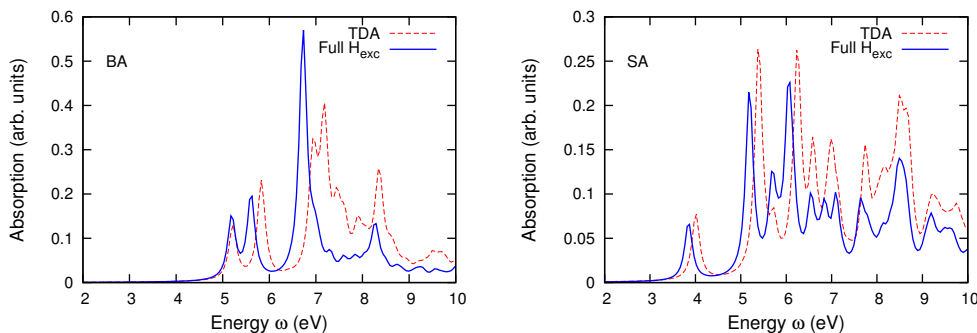 Absorption (arb. units)
0.6
0.5
0.4
0.3
0.2
0.1
0
BA
TDA
Full H_exc
2 3 4 5 6 7 8 9 10
Energy ω (eV)
Absorption (arb. units)
0.3
0.25
0.2
0.15
0.1
0.05
0
SA
TDA
Full H_exc
2 3 4 5 6 7 8 9 10
Energy ω (eV)